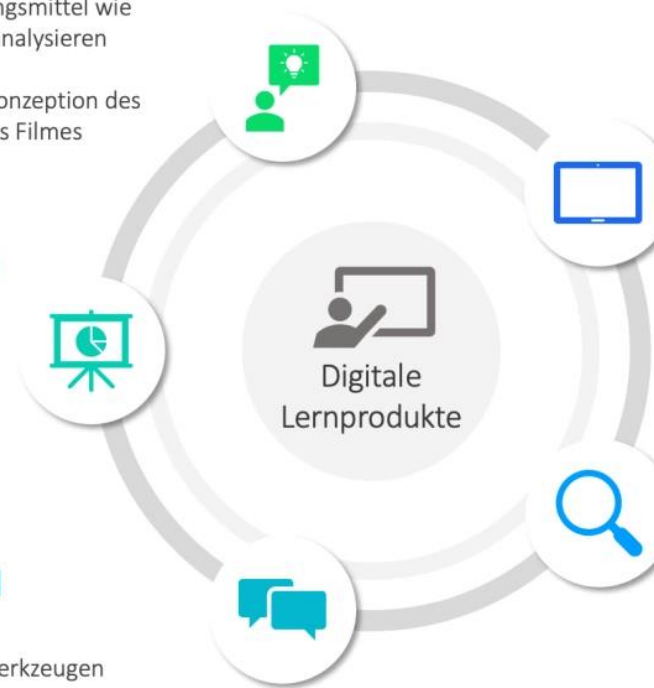 ngsmittel wie
nalysieren
onzeption des
s Filmes
Digitale
Lernprodukte
erkzeugen